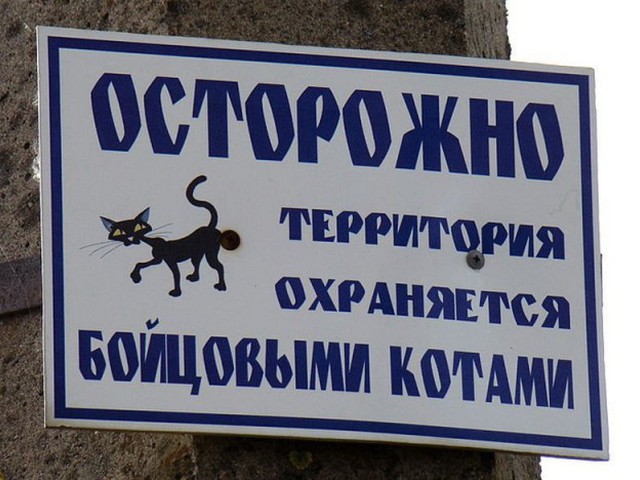 ОСТОРОЖНО
ТЕРРИТОРИЯ
ОХРАНЯЕТСЯ
БОЙЦОВЫМИ КОТАМИ